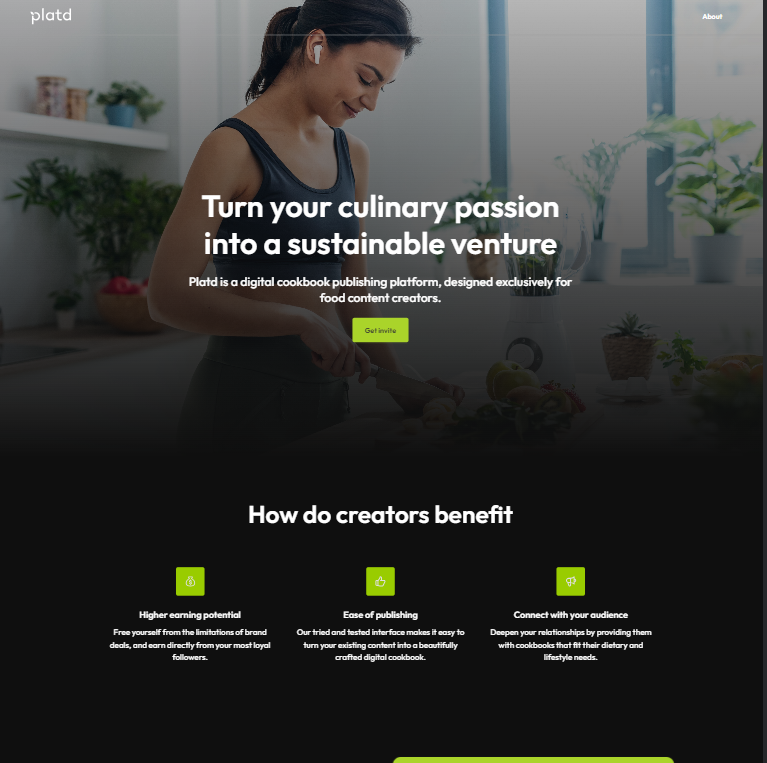 platd
About
Turn your culinary passion
into a sustainable venture
Platd is a digital cookbook publishing platform, designed exclusively for
food content creators.
Get invite
How do creators benefit
Higher earning potential
Free yourself from the limitations of brand
deals, and earn directly from your most loyal
followers.
Ease of publishing
Our tried and tested interface makes it easy to
turn your existing content into a beautifully
crafted digital cookbook.
Connect with your audience
Deepen your relationships by providing them
with cookbooks that fit their dietary and
lifestyle needs.